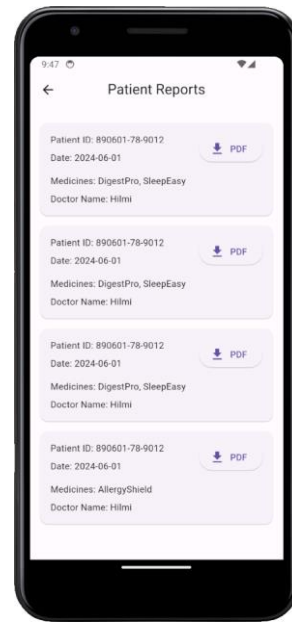 9:47
Patient Reports
Patient ID: 890601-78-9012
Date: 2024-06-01
PDF
Medicines: DigestPro, SleepEasy
Doctor Name: Hilmi
Patient ID: 890601-78-9012
Date: 2024-06-01
PDF
Medicines: DigestPro, SleepEasy
Doctor Name: Hilmi
Patient ID: 890601-78-9012
Date: 2024-06-01
PDF
Medicines: DigestPro, SleepEasy
Doctor Name: Hilmi
Patient ID: 890601-78-9012
Date: 2024-06-01
PDF
Medicines: AllergyShield
Doctor Name: Hilmi